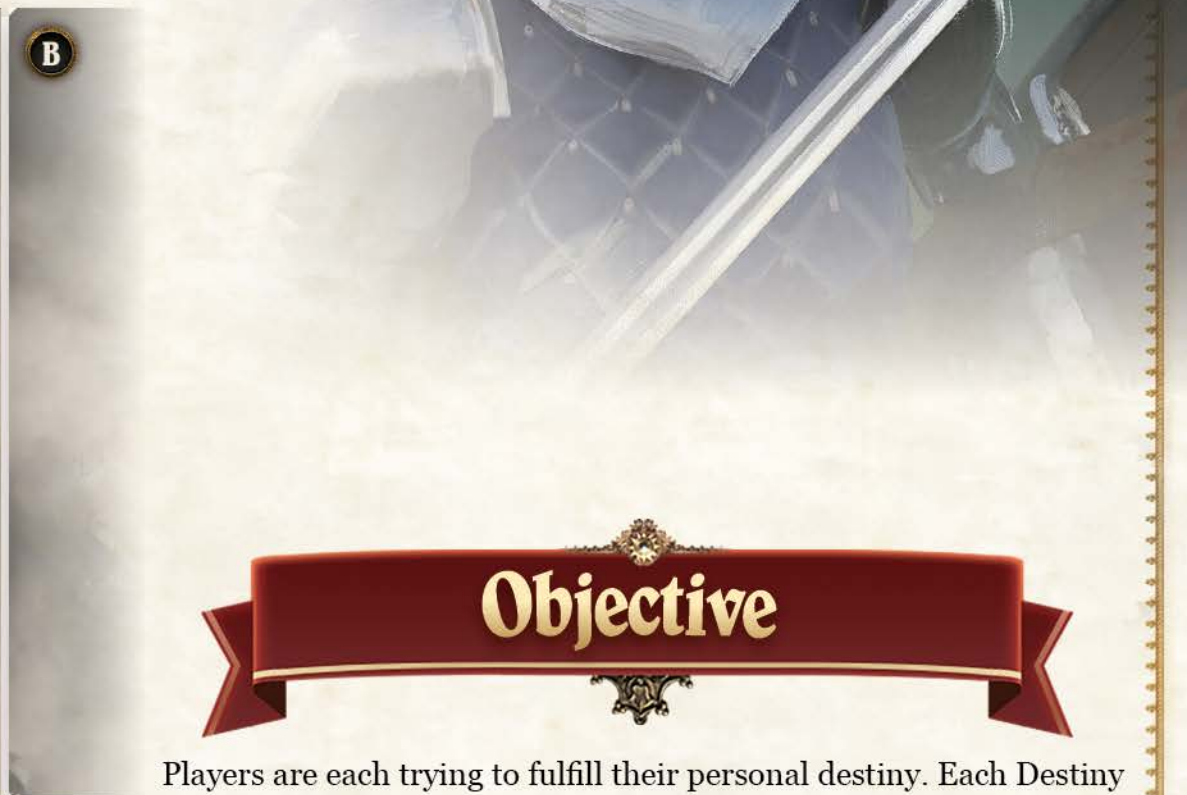 B
Objective
Players are each trying to fulfill their personal destiny. Each Destiny